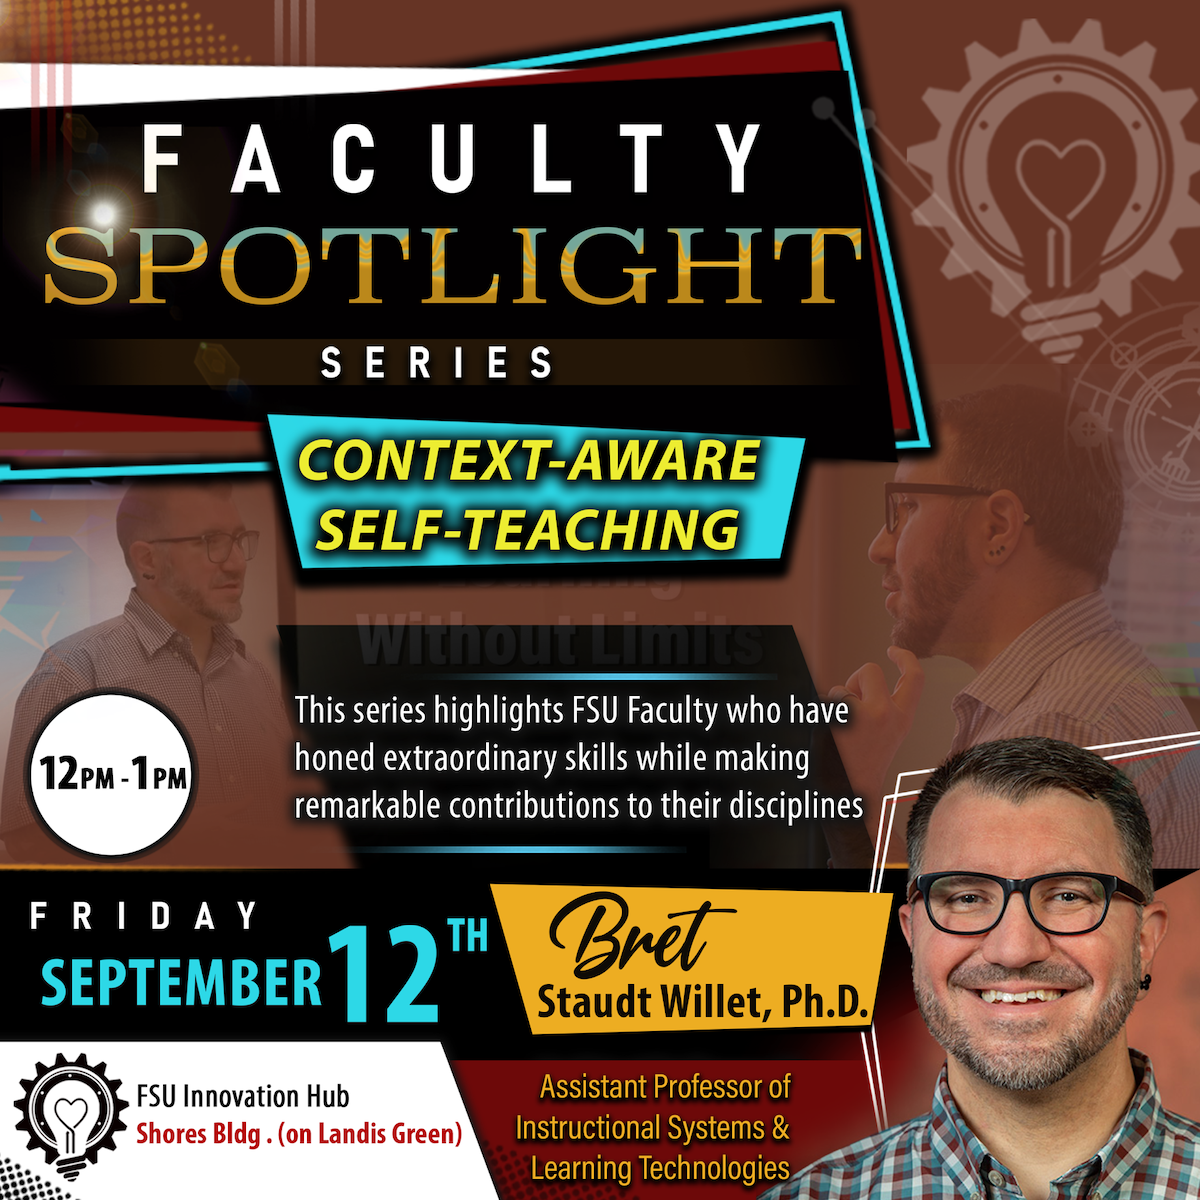 FACULTY
SPOTLIGHT
SERIES
CONTEXT-AWARE
SELF-TEACHING
Without Limits
This series highlights FSU Faculty who have
honed extraordinary skills while making
remarkable contributions to their disciplines
12PM - 1PM
FRIDAY
SEPTEMBER 12TH
Bret
Staudt Willet, Ph.D.
FSU Innovation Hub
Shores Bldg . (on Landis Green)
Assistant Professor of
Instructional Systems &
Learning Technologies